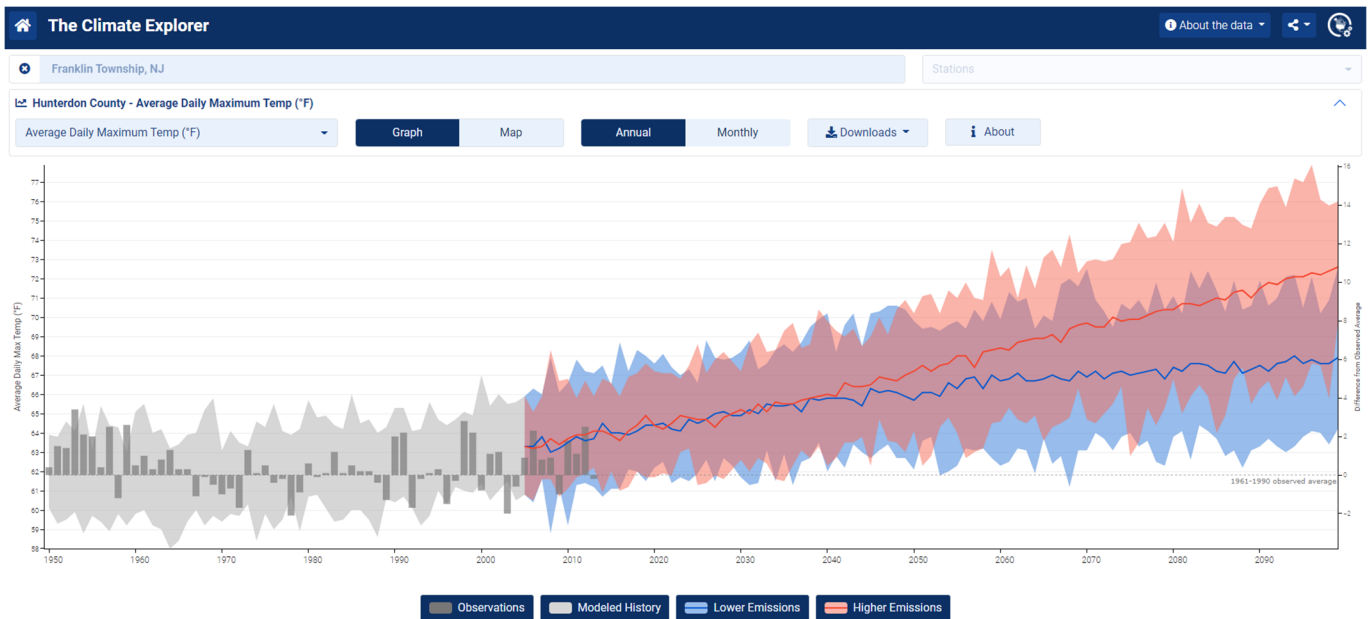 The Climate Explorer
About the data
Franklin Township, NJ
Stations
Hunterdon County - Average Daily Maximum Temp (°F)
Average Daily Maximum Temp (°F)
Graph
Map
Annual
Monthly
Downloads
About
Average Daily Max Temp (°F)
77
76
75
74
73
72
71
70
69
68
67
66
65
64
63
62
61
60
59
58
16
14
12
10
8
6
4
2
0
−2
Difference from Observed Average
1961-1990 observed average
1950 1960 1970 1980 1990 2000 2010 2020 2030 2040 2050 2060 2070 2080 2090
Observations
Modeled History
Lower Emissions
Higher Emissions